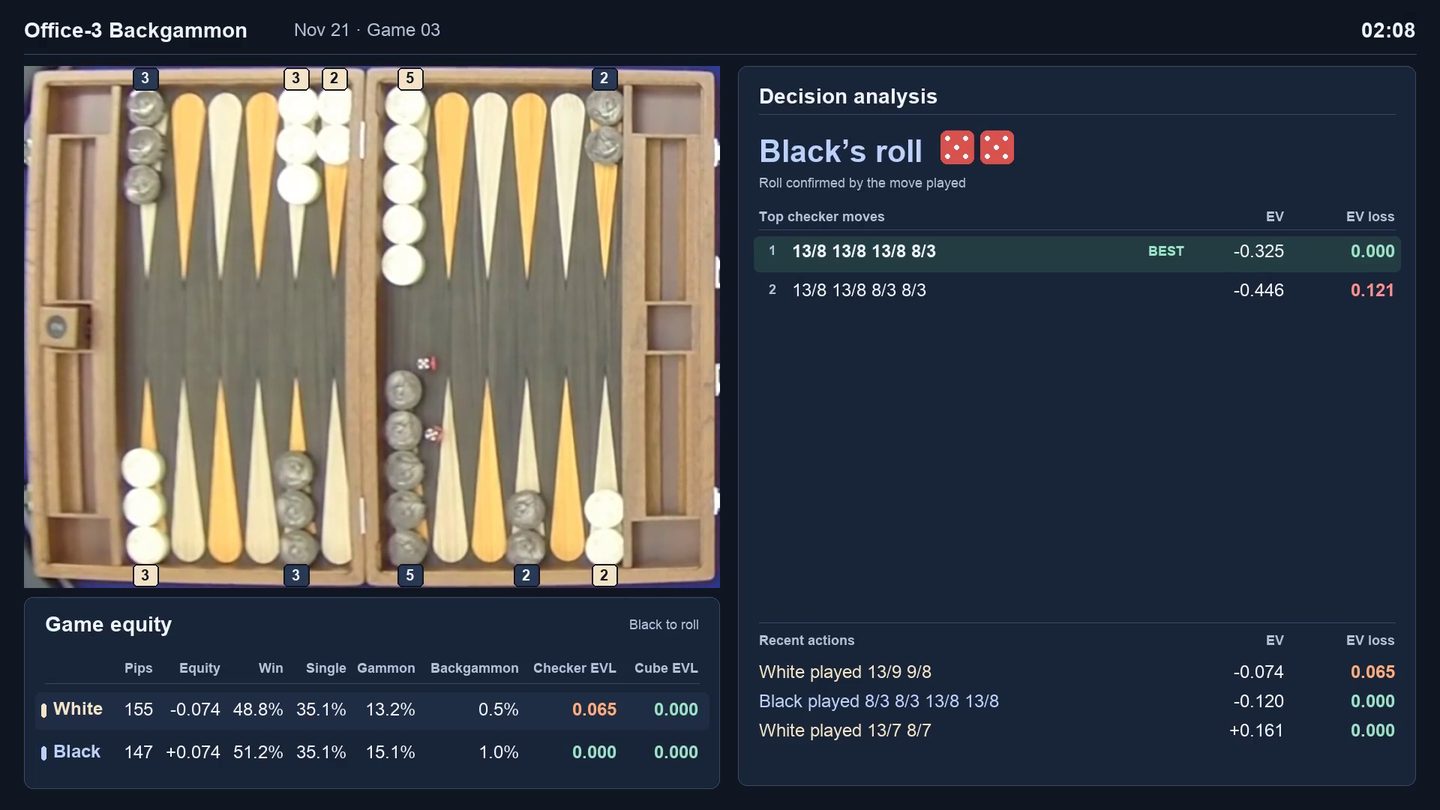 Office-3 Backgammon Nov 21 · Game 03 02:08
3 3 2 5 2
3 3 5 2 2
Decision analysis
Black’s roll
Roll confirmed by the move played
Top checker moves EV EV loss
1 13/8 13/8 13/8 8/3 BEST -0.325 0.000
2 13/8 13/8 8/3 8/3 -0.446 0.121
Game equity Black to roll
Pips Equity Win Single Gammon Backgammon Checker EVL Cube EVL
White 155 -0.074 48.8% 35.1% 13.2% 0.5% 0.065 0.000
Black 147 +0.074 51.2% 35.1% 15.1% 1.0% 0.000 0.000
Recent actions EV EV loss
White played 13/9 9/8 -0.074 0.065
Black played 8/3 8/3 13/8 13/8 -0.120 0.000
White played 13/7 8/7 +0.161 0.000